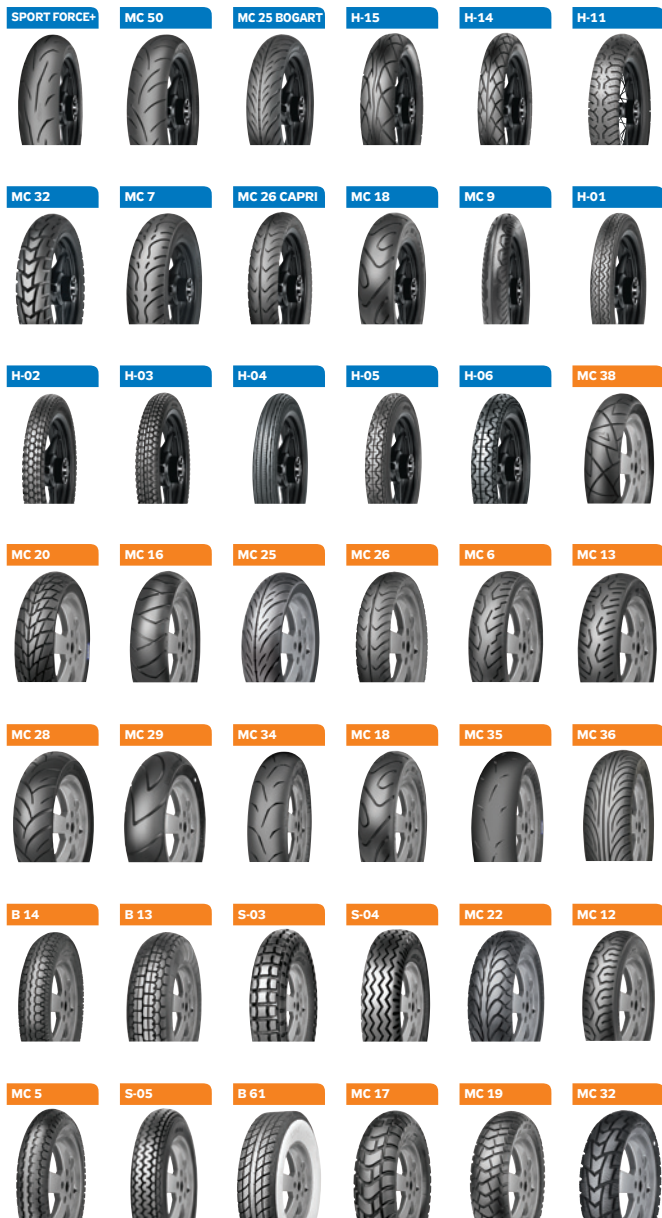 SPORT FORCE+
MC 50
MC 25 BOGART
H-15
H-14
H-11
MC 32
MC 7
MC 26 CAPRI
MC 18
MC 9
H-01
H-02
H-03
H-04
H-05
H-06
MC 38
MC 20
MC 16
MC 25
MC 26
MC 6
MC 13
MC 28
MC 29
MC 34
MC 18
MC 35
MC 36
B 14
B 13
S-03
S-04
MC 22
MC 12
MC 5
S-05
B 61
MC 17
MC 19
MC 32